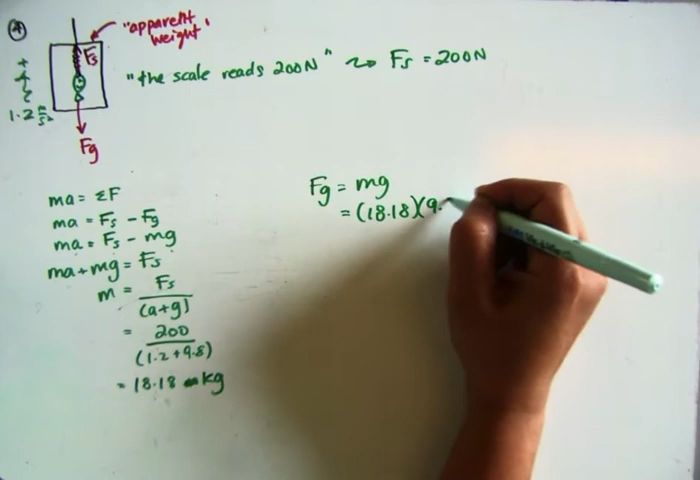 4
"apparent
weight"
Fs
+
1.2 m/s²
Fg
"the scale reads 200N" ~> Fs = 200N
ma = ΣF
ma = Fs - Fg
ma = Fs - mg
ma+mg = Fs
m = Fs
(a+g)
= 200
(1.2+9.8)
= 18.18 kg
Fg = mg
= (18.18)(9.